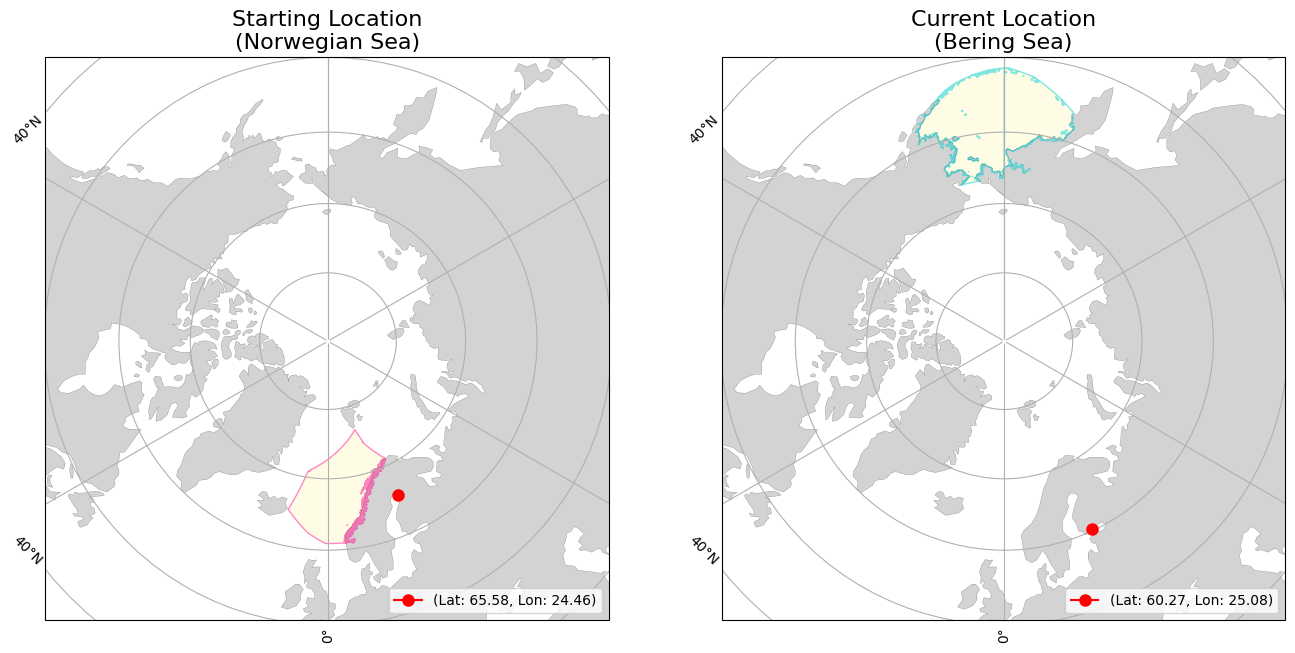 Starting Location
(Norwegian Sea)
40°N
40°N
0°
(Lat: 65.58, Lon: 24.46)
Current Location
(Bering Sea)
40°N
40°N
0°
(Lat: 60.27, Lon: 25.08)